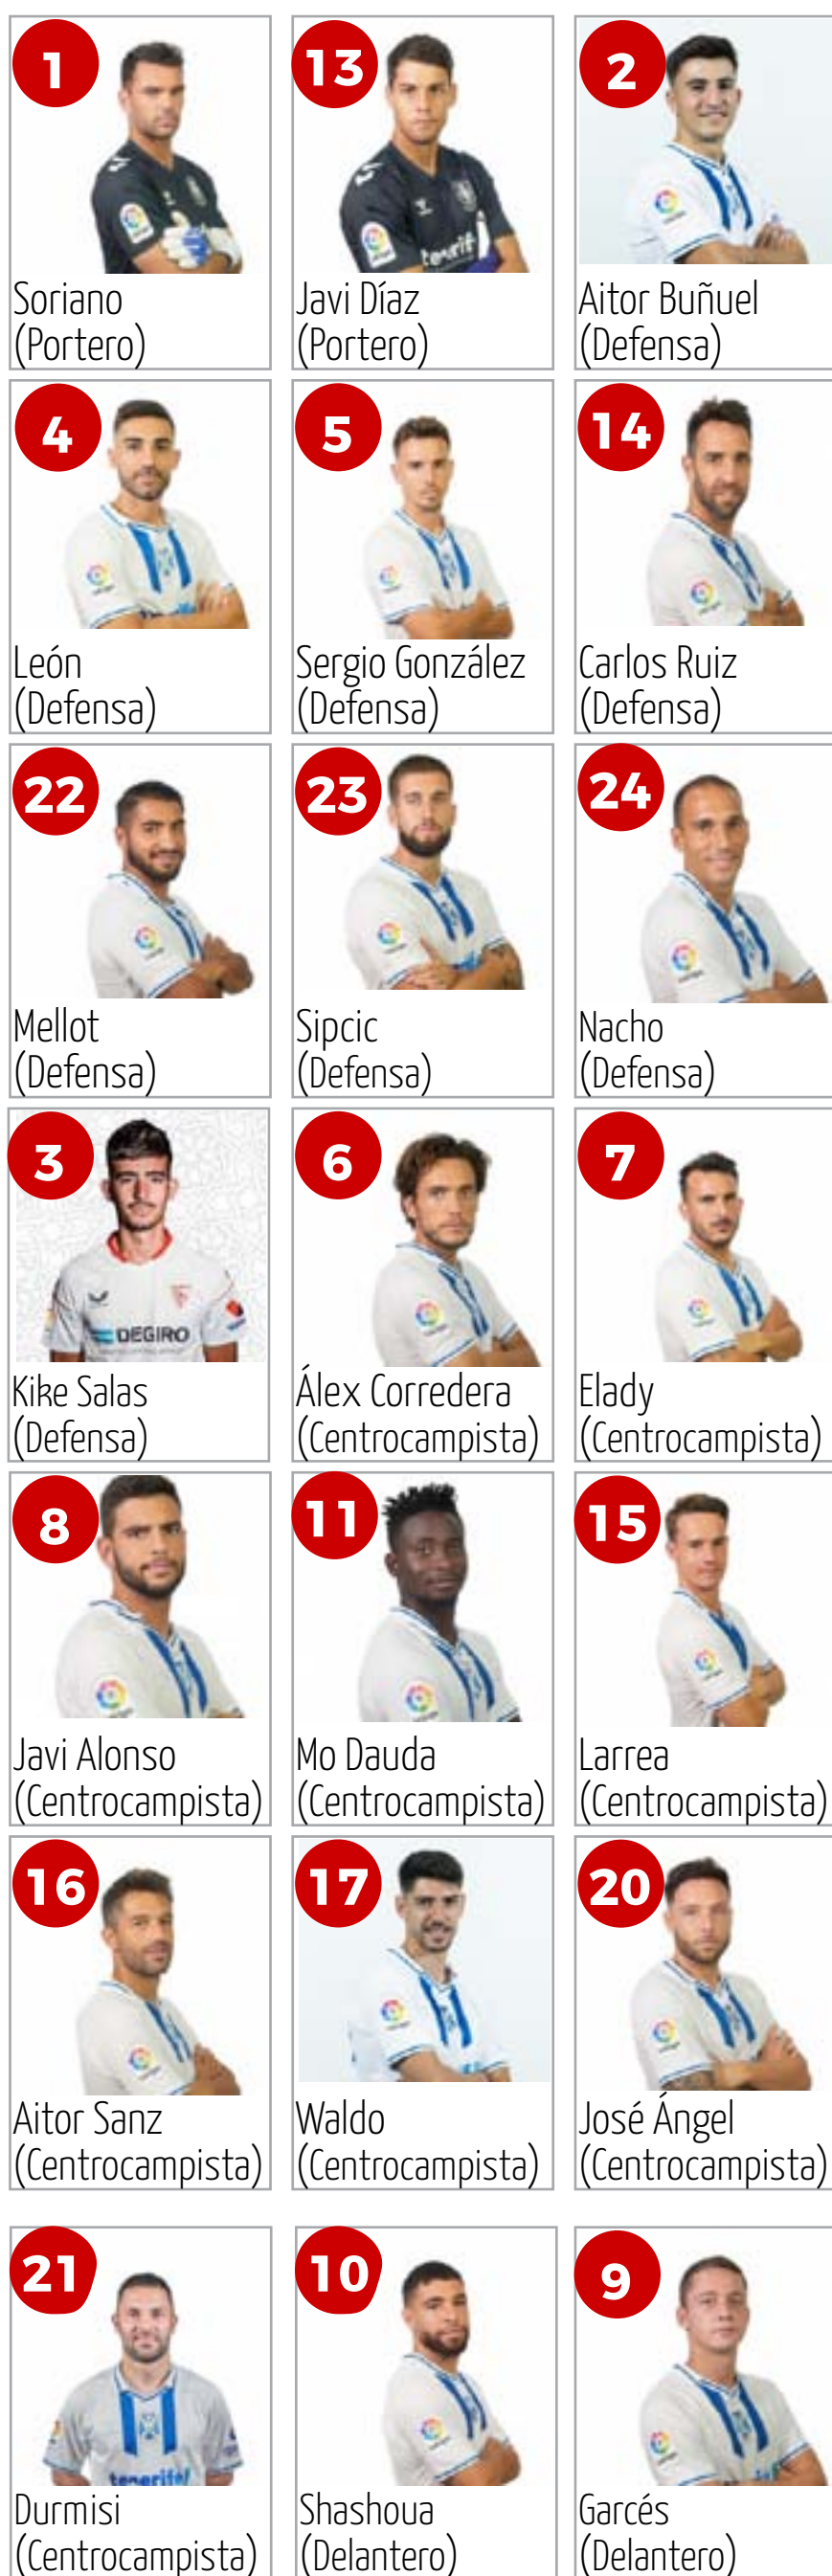 1
Soriano
(Portero)
13
tenerif
Javi Díaz
(Portero)
2
Aitor Buñuel
(Defensa)
4
León
(Defensa)
5
Sergio González
(Defensa)
14
Carlos Ruiz
(Defensa)
22
Mellot
(Defensa)
23
Sipcic
(Defensa)
24
Nacho
(Defensa)
3
DEGIRO
Kike Salas
(Defensa)
6
Álex Corredera
(Centrocampista)
7
Elady
(Centrocampista)
8
Javi Alonso
(Centrocampista)
11
Mo Dauda
(Centrocampista)
15
Larrea
(Centrocampista)
16
Aitor Sanz
(Centrocampista)
17
Waldo
(Centrocampista)
20
José Ángel
(Centrocampista)
21
tenerife
Durmisi
(Centrocampista)
10
Shashoua
(Delantero)
9
Garcés
(Delantero)